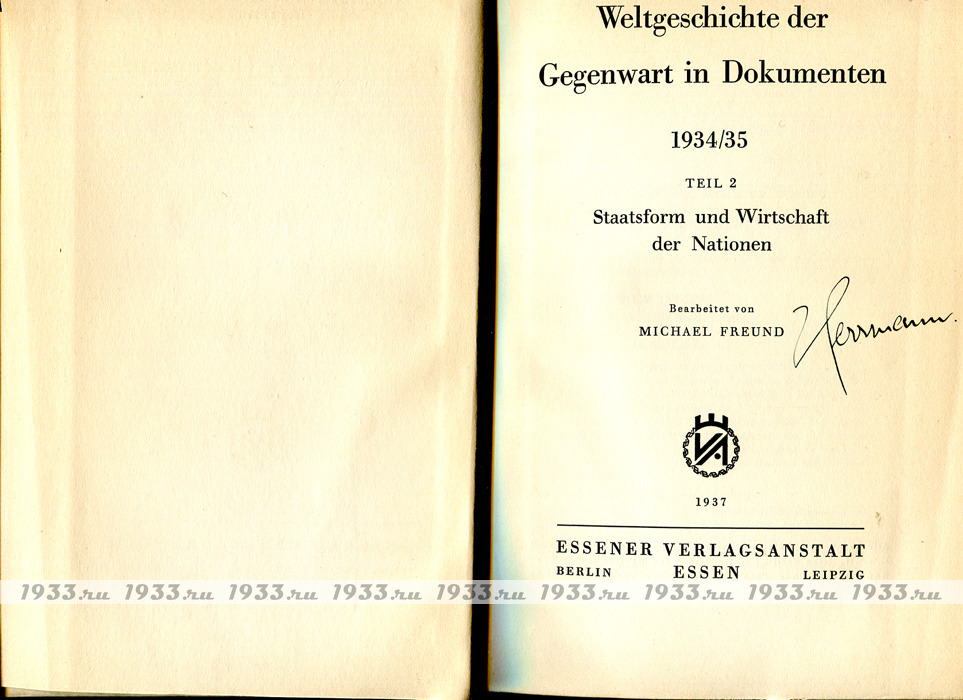 Weltgeschichte der
Gegenwart in Dokumenten
1934/35
TEIL 2
Staatsform und Wirtschaft
der Nationen
Bearbeitet von
MICHAEL FREUND
Herrmann.
VA
1937
ESSENER VERLAGSANSTALT
BERLIN ESSEN LEIPZIG
1933.ru 1933.ru 1933.ru 1933.ru 1933.ru 1933.ru 1933.ru 1933.ru 1933.ru